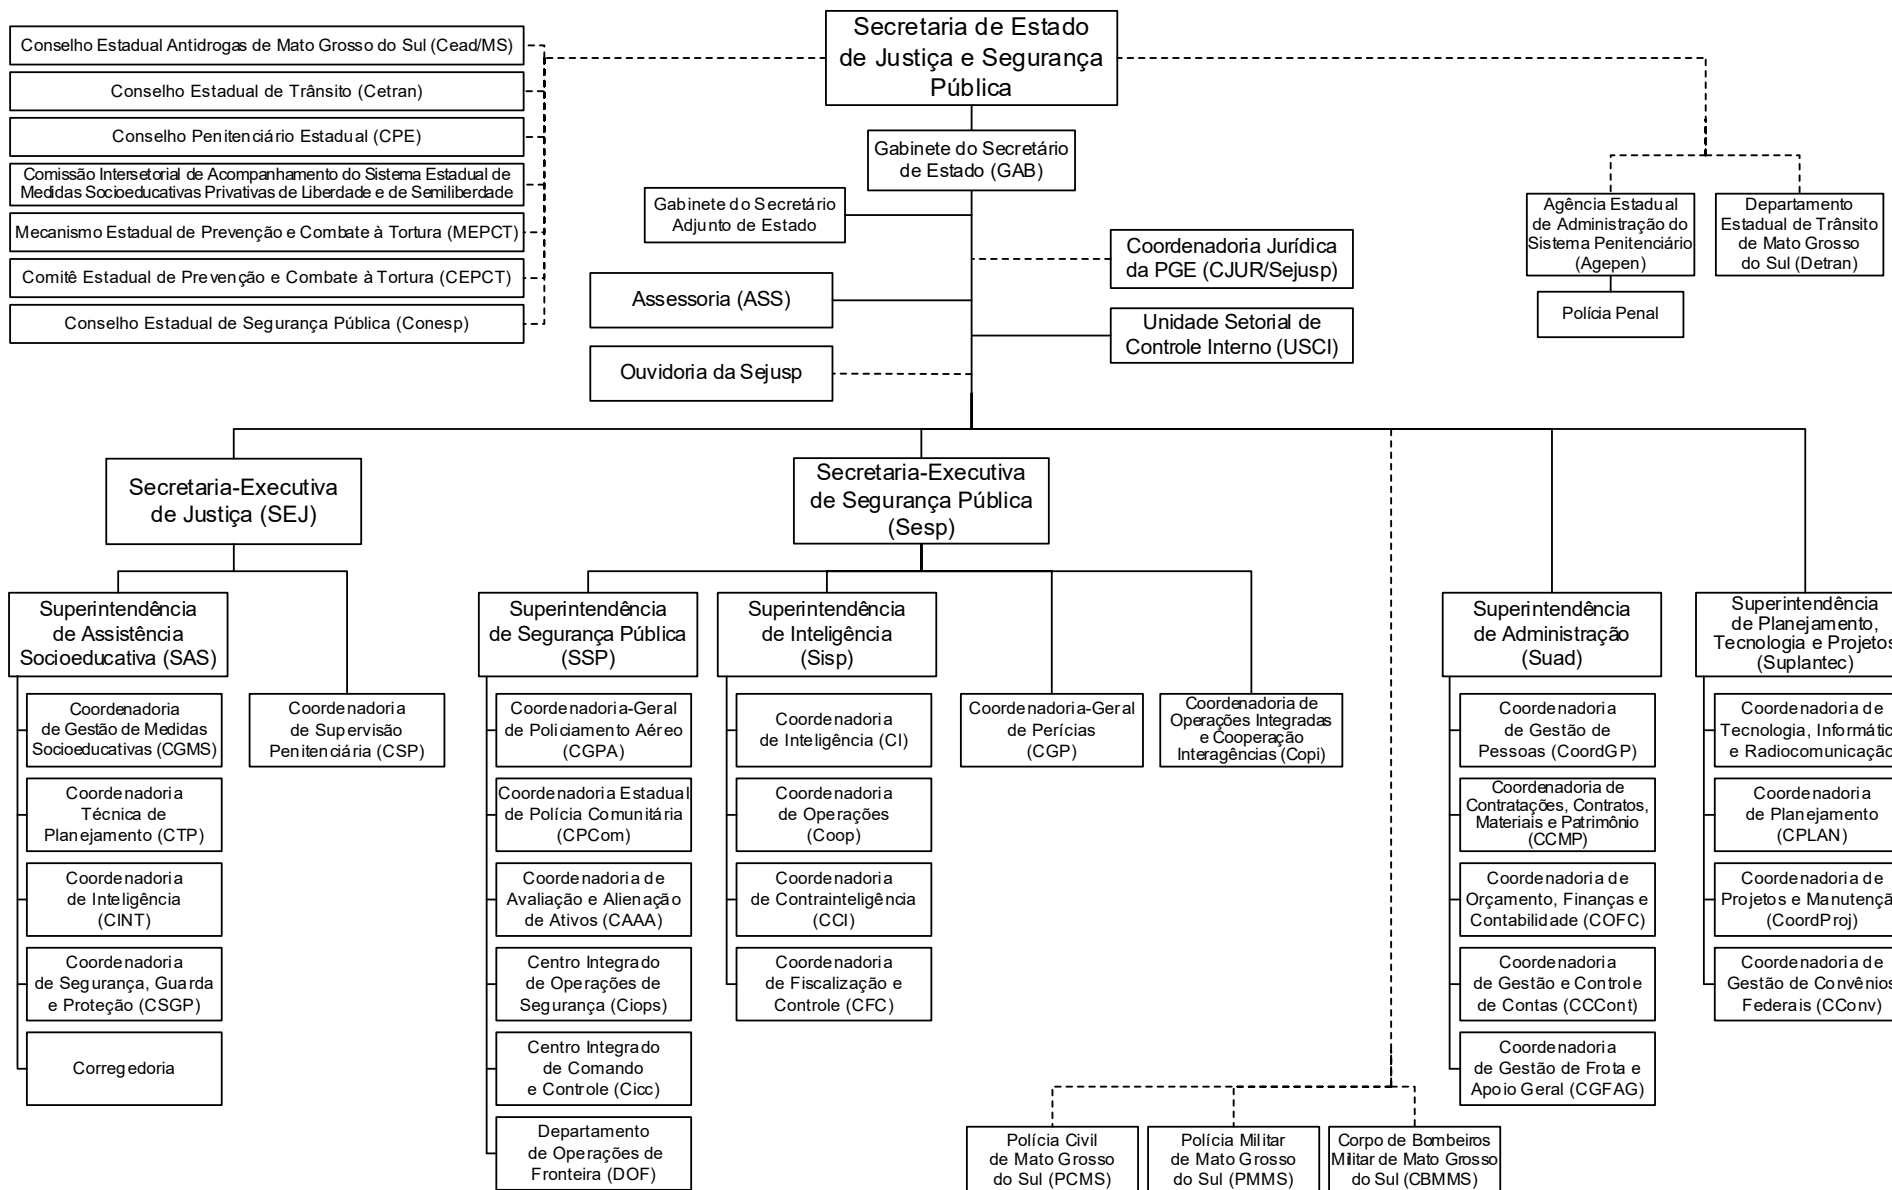 Secretaria de Estado
de Justiça e Segurança
Pública
Conselho Estadual Antidrogas de Mato Grosso do Sul (Cead/MS)
Conselho Estadual de Trânsito (Cetran)
Conselho Penitenciário Estadual (CPE)
Comissão Intersetorial de Acompanhamento do Sistema Estadual de
Medidas Socioeducativas Privativas de Liberdade e de Semiliberdade
Mecanismo Estadual de Prevenção e Combate à Tortura (MEPCT)
Comitê Estadual de Prevenção e Combate à Tortura (CEPCT)
Conselho Estadual de Segurança Pública (Conesp)
Gabinete do Secretário
de Estado (GAB)
Gabinete do Secretário
Adjunto de Estado
Coordenadoria Jurídica
da PGE (CJUR/Sejusp)
Assessoria (ASS)
Unidade Setorial de
Controle Interno (USCI)
Ouvidoria da Sejusp
Agência Estadual
de Administração do
Sistema Penitenciário
(Agepen)
Polícia Penal
Departamento
Estadual de Trânsito
de Mato Grosso
do Sul (Detran)
Secretaria-Executiva
de Justiça (SEJ)
Superintendência
de Assistência
Socioeducativa (SAS)
Coordenadoria
de Gestão de Medidas
Socioeducativas (CGMS)
Coordenadoria
Técnica de
Planejamento (CTP)
Coordenadoria
de Inteligência
(CINT)
Coordenadoria
de Segurança, Guarda
e Proteção (CSGP)
Corregedoria
Coordenadoria
de Supervisão
Penitenciária (CSP)
Secretaria-Executiva
de Segurança Pública
(Sesp)
Superintendência
de Segurança Pública
(SSP)
Coordenadoria-Geral
de Policiamento Aéreo
(CGPA)
Coordenadoria Estadual
de Polícia Comunitária
(CPCom)
Coordenadoria de
Avaliação e Alienação
de Ativos (CAAA)
Centro Integrado
de Operações de
Segurança (Ciops)
Centro Integrado
de Comando
e Controle (Cicc)
Departamento
de Operações de
Fronteira (DOF)
Superintendência
de Inteligência
(Sisp)
Coordenadoria
de Inteligência (CI)
Coordenadoria
de Operações
(Coop)
Coordenadoria
de Contrainteligência
(CCI)
Coordenadoria
de Fiscalização e
Controle (CFC)
Coordenadoria-Geral
de Perícias
(CGP)
Coordenadoria de
Operações Integradas
e Cooperação
Interagências (Copi)
Polícia Civil
de Mato Grosso
do Sul (PCMS)
Polícia Militar
de Mato Grosso
do Sul (PMMS)
Corpo de Bombeiros
Militar de Mato Grosso
do Sul (CBMMS)
Superintendência
de Administração
(Suad)
Coordenadoria
de Gestão de
Pessoas (CoordGP)
Coordenadoria de
Contratações, Contratos,
Materiais e Patrimônio
(CCMP)
Coordenadoria de
Orçamento, Finanças e
Contabilidade (COFC)
Coordenadoria
de Gestão e Controle
de Contas (CCCont)
Coordenadoria
de Gestão de Frota e
Apoio Geral (CGFAG)
Superintendência
de Planejamento,
Tecnologia e Projetos
(Suplantec)
Coordenadoria de
Tecnologia, Informátic
e Radiocomunicação
Coordenadoria
de Planejamento
(CPLAN)
Coordenadoria de
Projetos e Manutençã
(CoordProj)
Coordenadoria de
Gestão de Convênios
Federais (CConv)